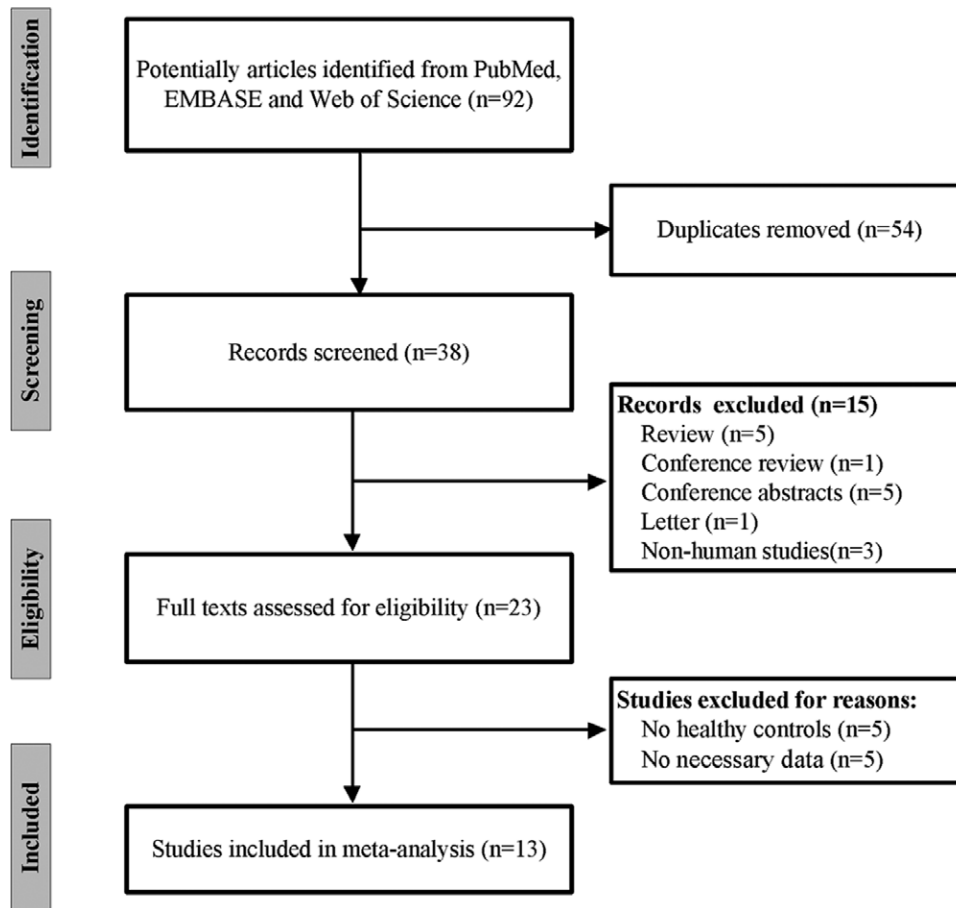 Identification
Potentially articles identified from PubMed,
EMBASE and Web of Science (n=92)
Duplicates removed (n=54)
Screening
Records screened (n=38)
Records excluded (n=15)
Review (n=5)
Conference review (n=1)
Conference abstracts (n=5)
Letter (n=1)
Non-human studies(n=3)
Eligibility
Full texts assessed for eligibility (n=23)
Studies excluded for reasons:
No healthy controls (n=5)
No necessary data (n=5)
Included
Studies included in meta-analysis (n=13)